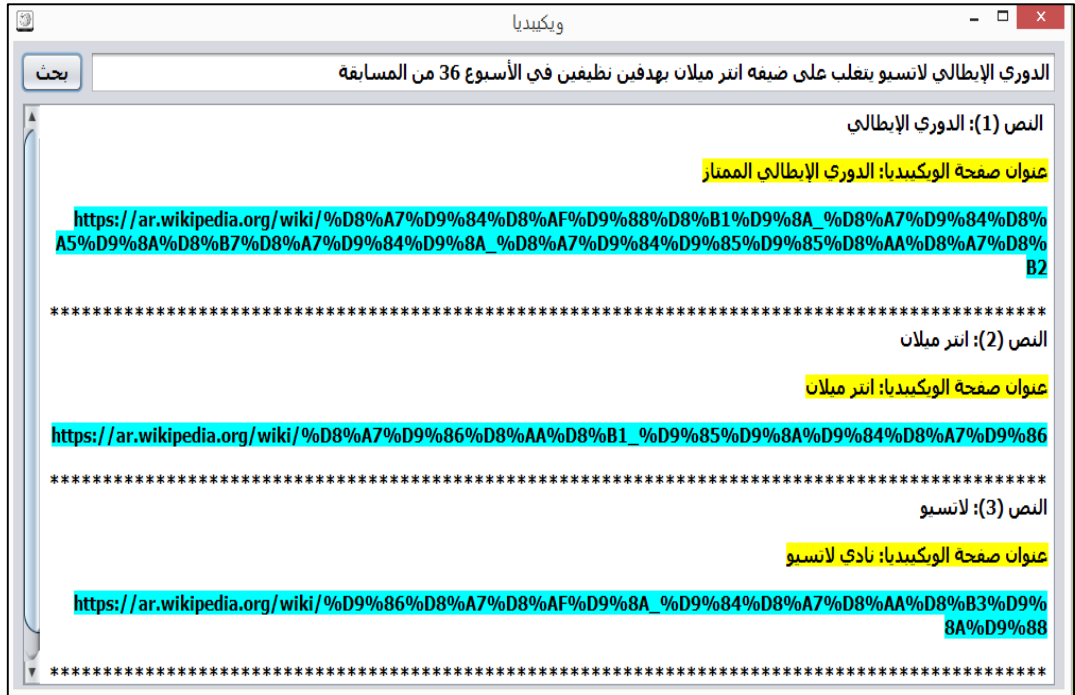 ويكيبديا
بحث
الدوري الإيطالي لاتسيو يتغلب على ضيفه انتر ميلان بهدفين نظيفين في الأسبوع 36 من المسابقة
النص (1): الدوري الإيطالي
عنوان صفحة الويكيبديا: الدوري الإيطالي الممتاز
https://ar.wikipedia.org/wiki/%D8%A7%D9%84%D8%AF%D9%88%D8%B1%D9%8A_%D8%A7%D9%84%D8%
A5%D9%8A%D8%B7%D8%A7%D9%84%D9%8A_%D8%A7%D9%84%D9%85%D9%85%D8%AA%D8%A7%D8%
B2
**********************************************************************************************
النص (2): انتر ميلان
عنوان صفحة الويكيبديا: انتر ميلان
https://ar.wikipedia.org/wiki/%D8%A7%D9%86%D8%AA%D8%B1_%D9%85%D9%8A%D9%84%D8%A7%D9%86
**********************************************************************************************
النص (3): لاتسيو
عنوان صفحة الويكيبديا: نادي لاتسيو
https://ar.wikipedia.org/wiki/%D9%86%D8%A7%D8%AF%D9%8A_%D9%84%D8%A7%D8%AA%D8%B3%D9%
8A%D9%88
**********************************************************************************************